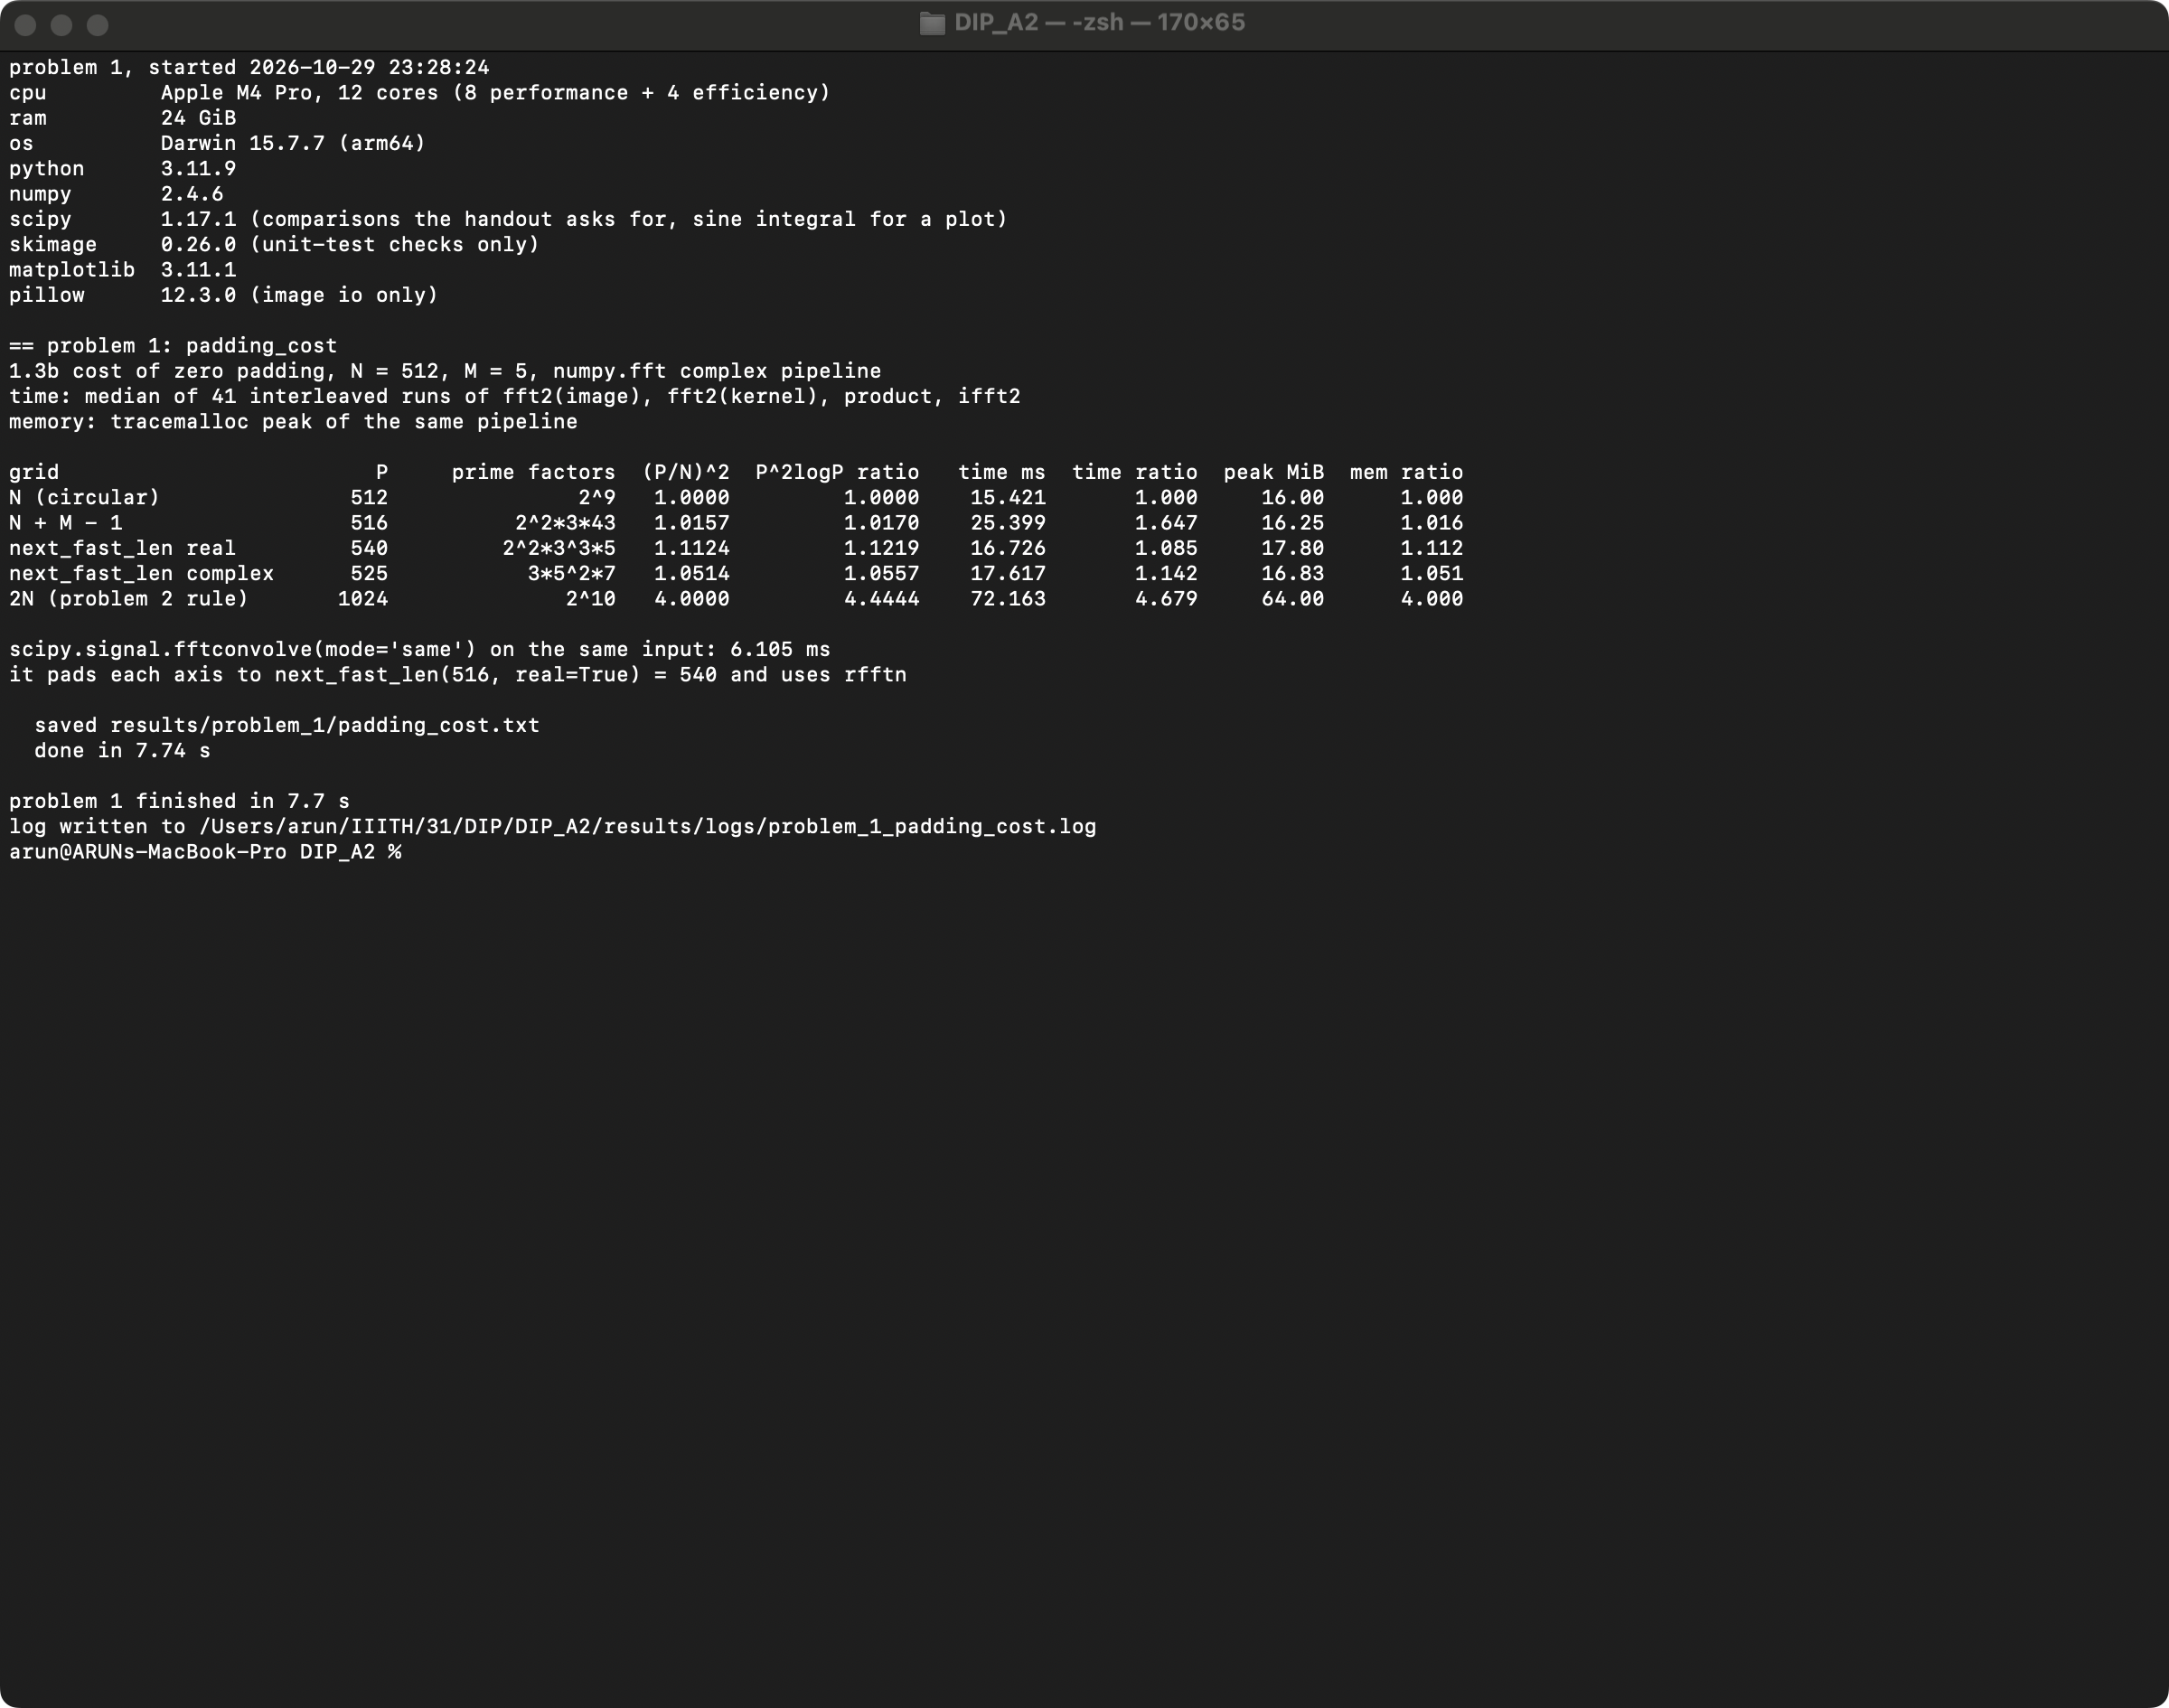 DIP_A2 — -zsh — 170×65
problem 1, started 2026-10-29 23:28:24
cpu         Apple M4 Pro, 12 cores (8 performance + 4 efficiency)
ram         24 GiB
os          Darwin 15.7.7 (arm64)
python      3.11.9
numpy       2.4.6
scipy       1.17.1 (comparisons the handout asks for, sine integral for a plot)
skimage     0.26.0 (unit-test checks only)
matplotlib  3.11.1
pillow      12.3.0 (image io only)

== problem 1: padding_cost
1.3b cost of zero padding, N = 512, M = 5, numpy.fft complex pipeline
time: median of 41 interleaved runs of fft2(image), fft2(kernel), product, ifft2
memory: tracemalloc peak of the same pipeline

grid                         P     prime factors  (P/N)^2  P^2logP ratio   time ms  time ratio  peak MiB  mem ratio
N (circular)               512               2^9   1.0000         1.0000    15.421       1.000     16.00      1.000
N + M - 1                  516          2^2*3*43   1.0157         1.0170    25.399       1.647     16.25      1.016
next_fast_len real         540         2^2*3^3*5   1.1124         1.1219    16.726       1.085     17.80      1.112
next_fast_len complex      525           3*5^2*7   1.0514         1.0557    17.617       1.142     16.83      1.051
2N (problem 2 rule)       1024              2^10   4.0000         4.4444    72.163       4.679     64.00      4.000

scipy.signal.fftconvolve(mode='same') on the same input: 6.105 ms
it pads each axis to next_fast_len(516, real=True) = 540 and uses rfftn

  saved results/problem_1/padding_cost.txt
  done in 7.74 s

problem 1 finished in 7.7 s
log written to /Users/arun/IIITH/31/DIP/DIP_A2/results/logs/problem_1_padding_cost.log
arun@ARUNs-MacBook-Pro DIP_A2 %